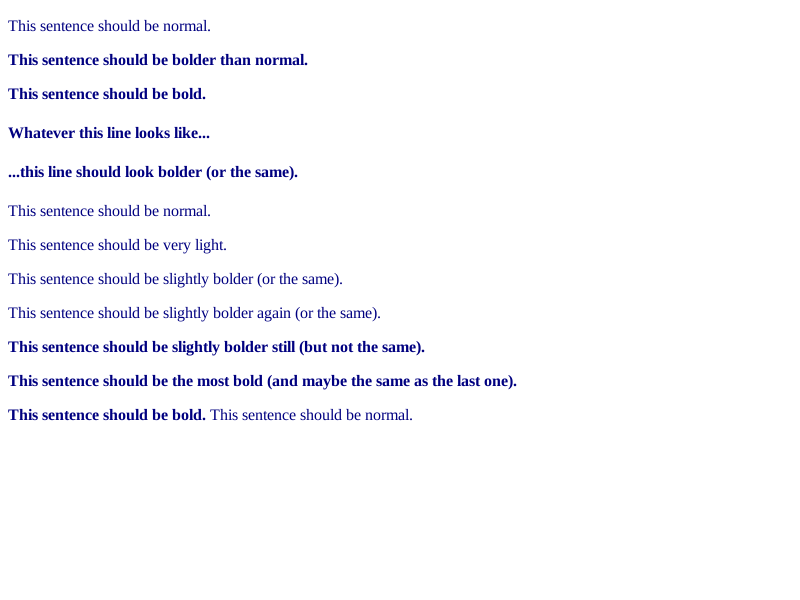 This sentence should be normal.
This sentence should be bolder than normal.
This sentence should be bold.
Whatever this line looks like...
...this line should look bolder (or the same).
This sentence should be normal.
This sentence should be very light.
This sentence should be slightly bolder (or the same).
This sentence should be slightly bolder again (or the same).
This sentence should be slightly bolder still (but not the same).
This sentence should be the most bold (and maybe the same as the last one).
This sentence should be bold. This sentence should be normal.